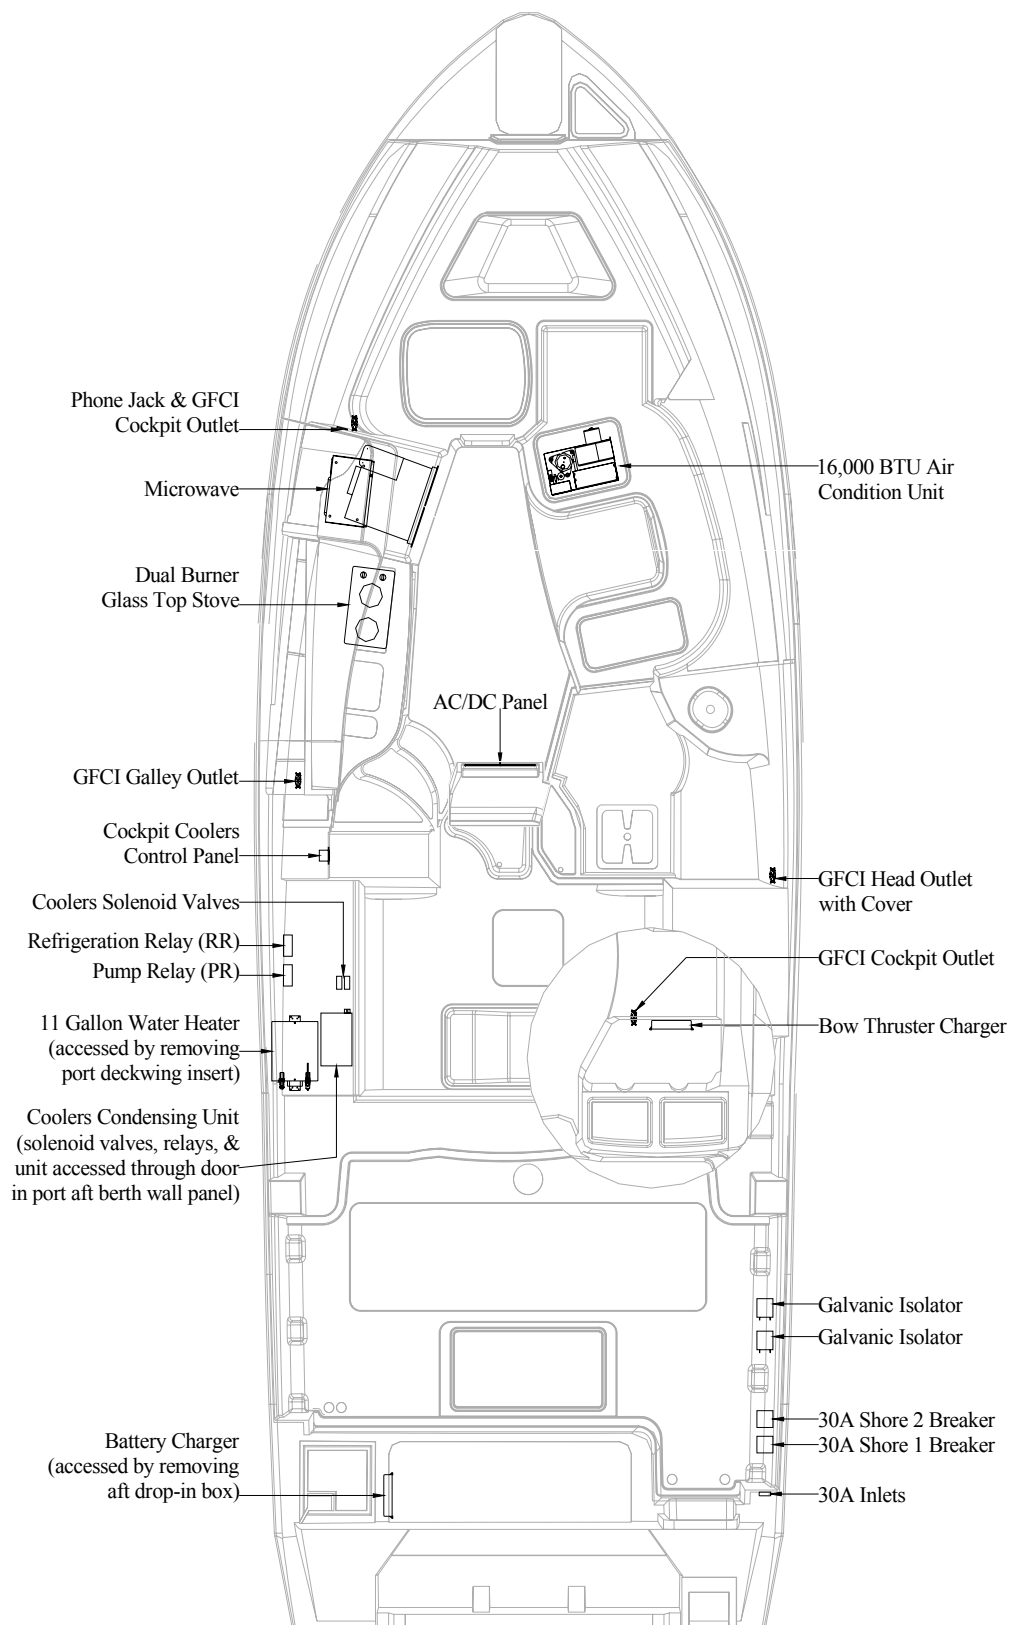 Phone Jack & GFCI
Cockpit Outlet
Microwave
Dual Burner
Glass Top Stove
AC/DC Panel
GFCI Galley Outlet
Cockpit Coolers
Control Panel
Coolers Solenoid Valves
Refrigeration Relay (RR)
Pump Relay (PR)
11 Gallon Water Heater
(accessed by removing
port deckwing insert)
Coolers Condensing Unit
(solenoid valves, relays, &
unit accessed through door
in port aft berth wall panel)
Battery Charger
(accessed by removing
aft drop-in box)
16,000 BTU Air
Condition Unit
GFCI Head Outlet
with Cover
GFCI Cockpit Outlet
Bow Thruster Charger
Galvanic Isolator
Galvanic Isolator
30A Shore 2 Breaker
30A Shore 1 Breaker
30A Inlets